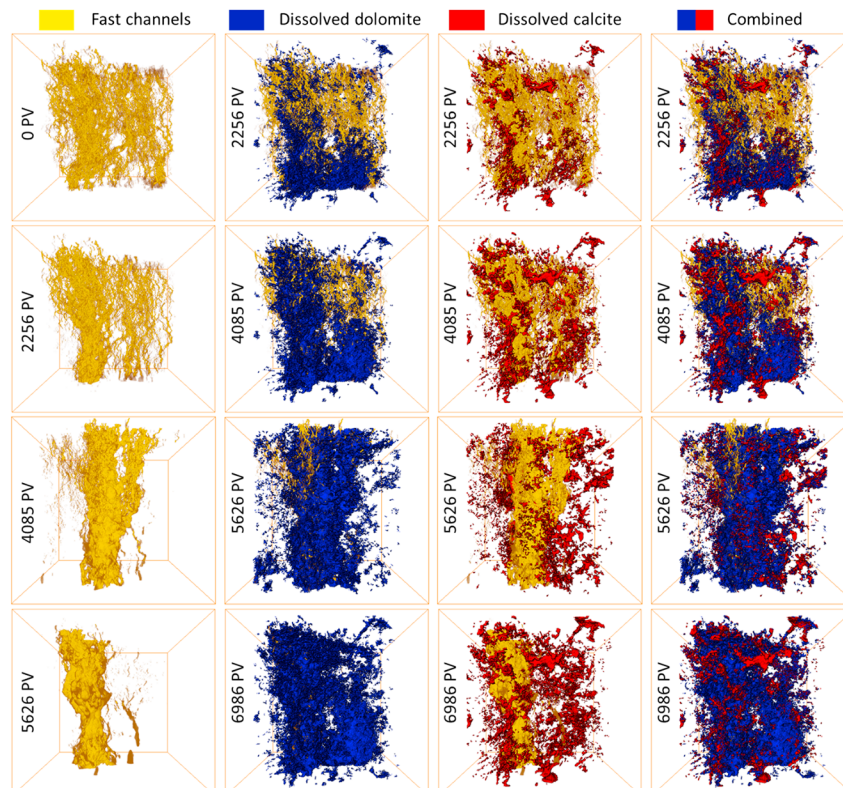 Fast channels
Dissolved dolomite
Dissolved calcite
Combined
0 PV
2256 PV
2256 PV
2256 PV
2256 PV
4085 PV
4085 PV
4085 PV
4085 PV
5626 PV
5626 PV
5626 PV
5626 PV
6986 PV
6986 PV
6986 PV